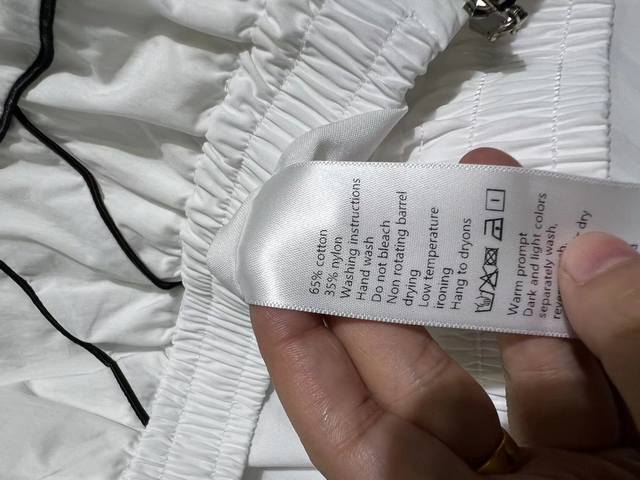 65% cotton
35% nylon
Washing instructions
Hand wash
Do not bleach
Non rotating barrel
drying
Low temperature
ironing
Hang to dryons
Warm prompt
Dark and light colors
separately wash,
dry